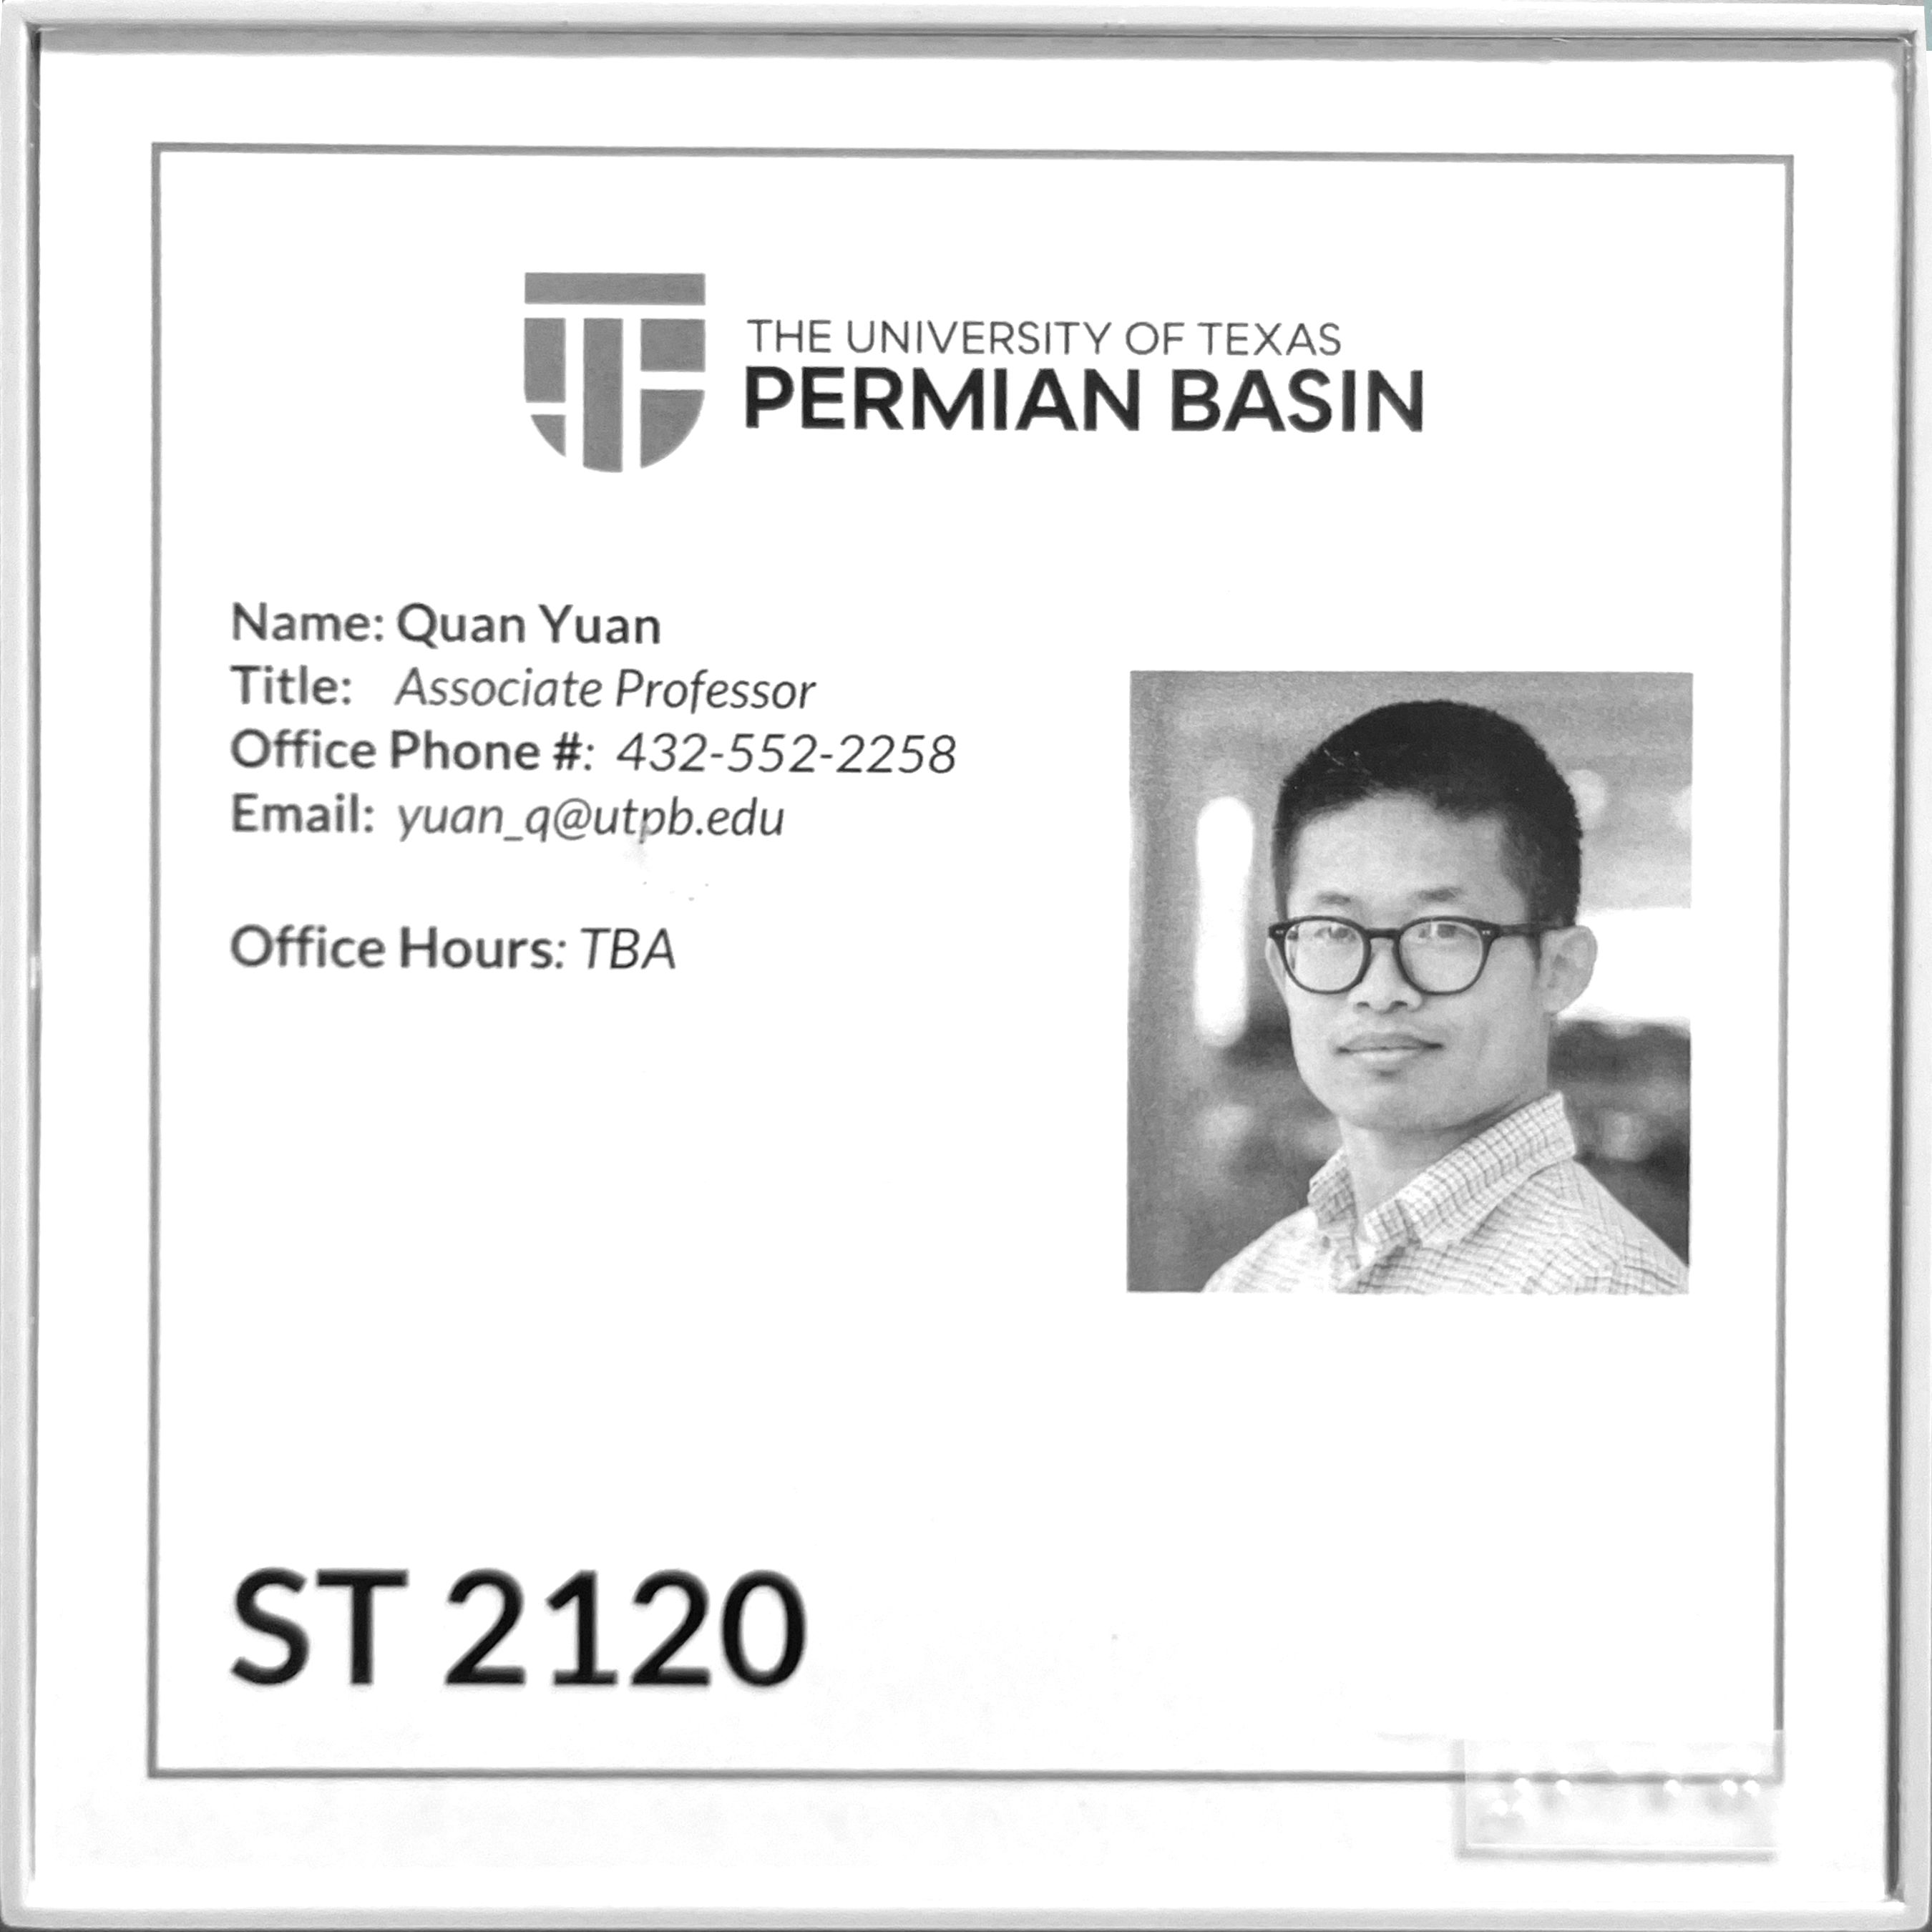 THE UNIVERSITY OF TEXAS
PERMIAN BASIN
Name: Quan Yuan
Title: Associate Professor
Office Phone #: 432-552-2258
Email: yuan_q@utpb.edu
Office Hours: TBA
ST 2120